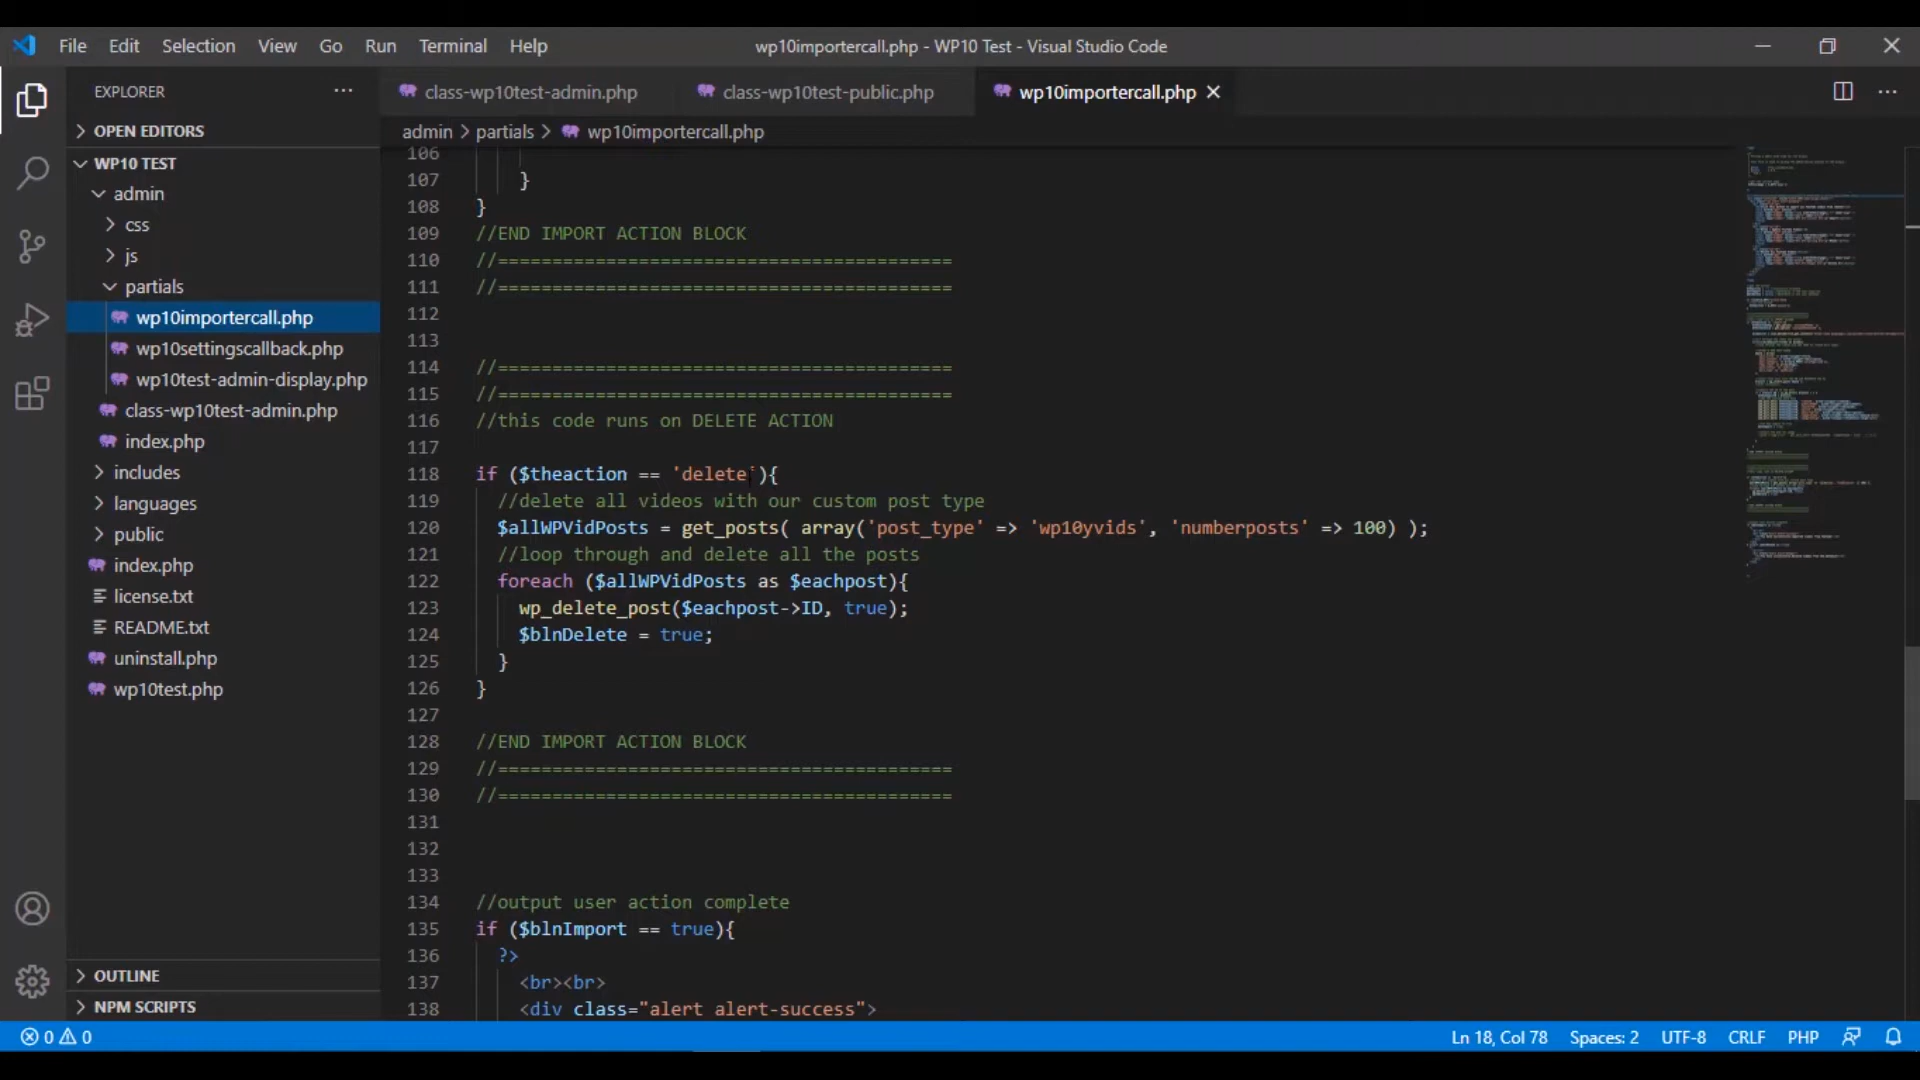 File Edit Selection View Go Run Terminal Help wp10importercall.php - WP10 Test - Visual Studio Code
EXPLORER
OPEN EDITORS
WP10 TEST
admin
css
js
partials
wp10importercall.php
wp10settingscallback.php
wp10test-admin-display.php
class-wp10test-admin.php
index.php
includes
languages
public
index.php
license.txt
README.txt
uninstall.php
wp10test.php
OUTLINE
NPM SCRIPTS
class-wp10test-admin.php class-wp10test-public.php wp10importercall.php
admin > partials > wp10importercall.php
106
107 }
108 }
109 //END IMPORT ACTION BLOCK
110 //==========================================
111 //==========================================
112
113
114 //==========================================
115 //==========================================
116 //this code runs on DELETE ACTION
117
118 if ($theaction == 'delete'){
119 //delete all videos with our custom post type
120 $allWPVidPosts = get_posts( array('post_type' => 'wp10yvids', 'numberposts' => 100) );
121 //loop through and delete all the posts
122 foreach ($allWPVidPosts as $eachpost){
123 wp_delete_post($eachpost->ID, true);
124 $blnDelete = true;
125 }
126 }
127
128 //END IMPORT ACTION BLOCK
129 //==========================================
130 //==========================================
131
132
133
134 //output user action complete
135 if ($blnImport == true){
136 ?>
137 <br><br>
138 <div class="alert alert-success">
0 0 Ln 18, Col 78 Spaces: 2 UTF-8 CRLF PHP